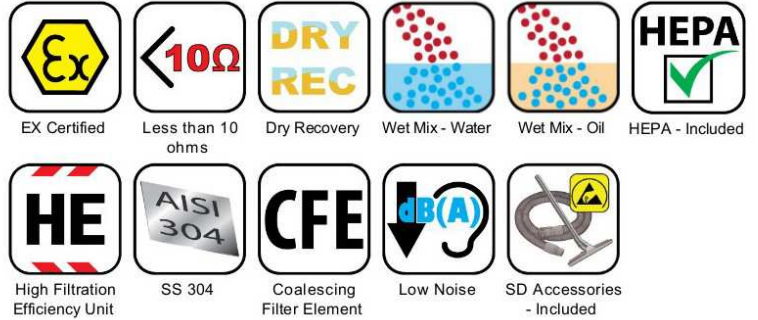 Ex
<10Ω
DRY
REC
HEPA
EX Certified
Less than 10
ohms
Dry Recovery
Wet Mix - Water
Wet Mix - Oil
HEPA - Included
HE
AISI
304
CFE
dB(A)
High Filtration
Efficiency Unit
SS 304
Coalescing
Filter Element
Low Noise
SD Accessories
- Included